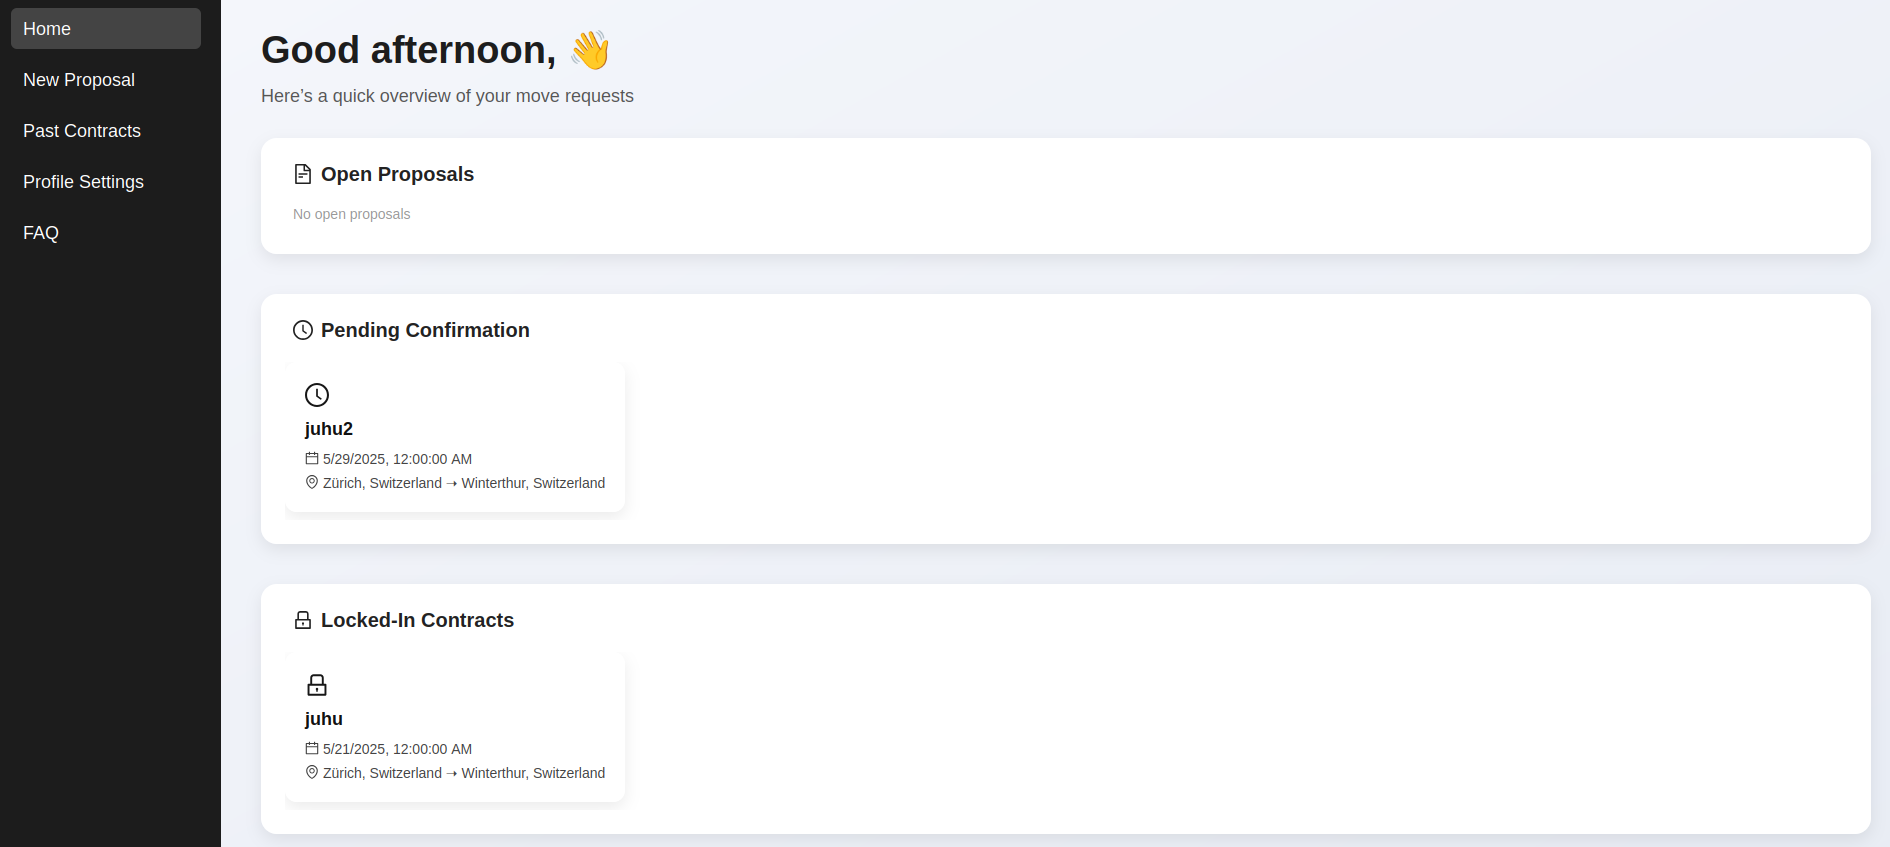 Home
New Proposal
Past Contracts
Profile Settings
FAQ
Good afternoon, 👋
Here’s a quick overview of your move requests
Open Proposals
No open proposals
Pending Confirmation
juhu2
5/29/2025, 12:00:00 AM
Zürich, Switzerland ➝ Winterthur, Switzerland
Locked-In Contracts
juhu
5/21/2025, 12:00:00 AM
Zürich, Switzerland ➝ Winterthur, Switzerland